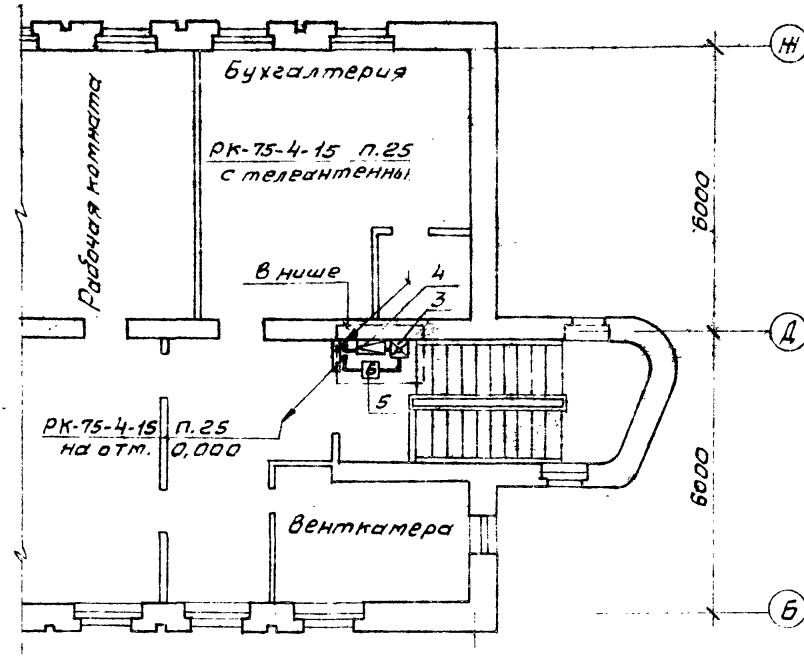 Ж
Бухгалтерия
Рабочая комната
РК-75-4-15 п.25
с телеантенны
6000
В нише
4
3
Д
Б
5
РК-75-4-15 п.25
на отм. 0,000
6000
Венткамера
Б